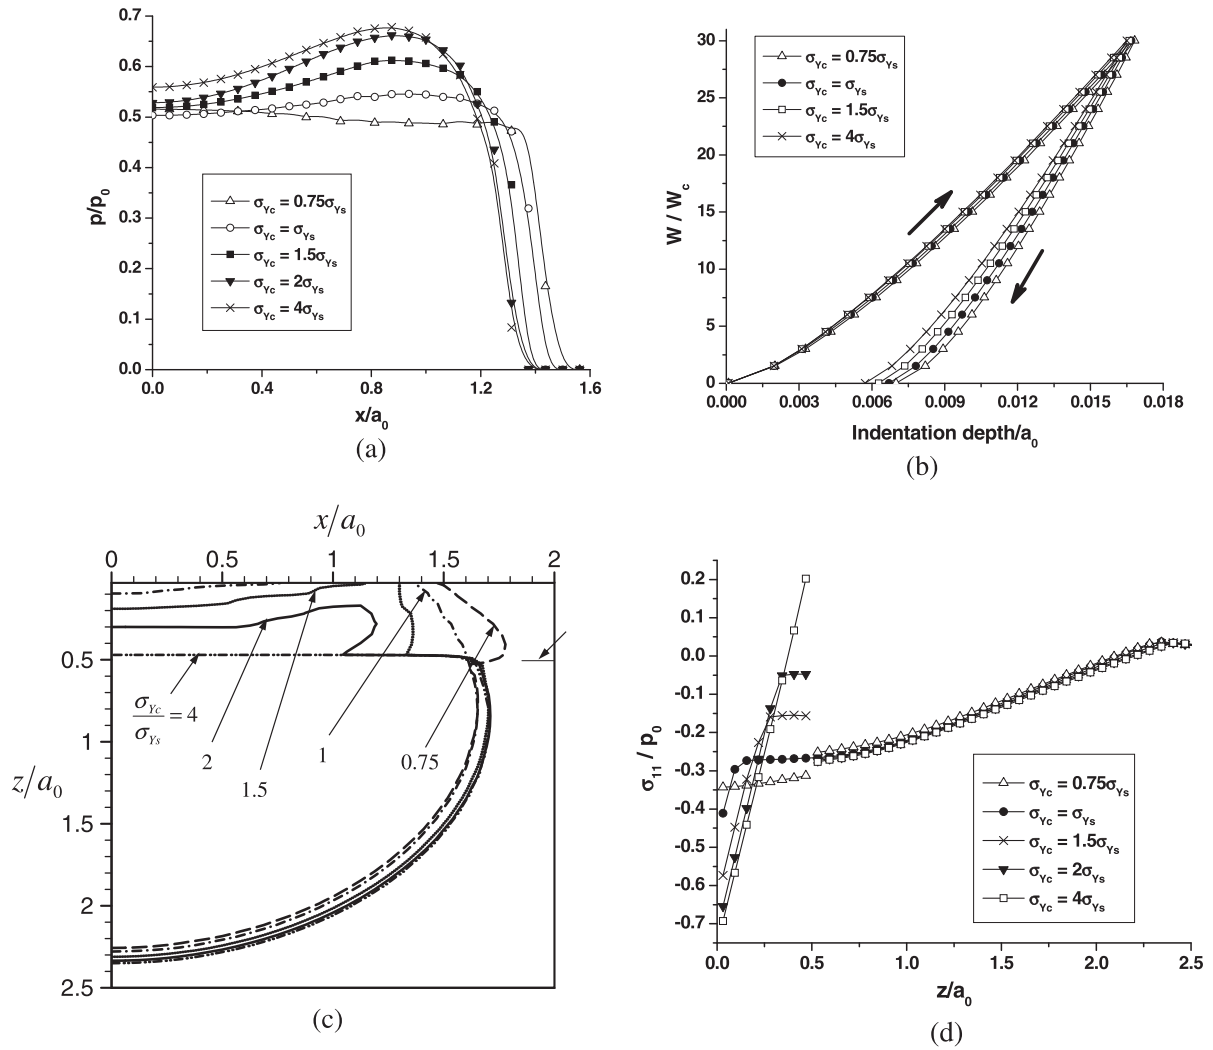 0.7
0.6
0.5
0.4
0.3
0.2
0.1
0.0
p/p₀
σYc = 0.75σYs
σYc = σYs
σYc = 1.5σYs
σYc = 2σYs
σYc = 4σYs
0.0 0.4 0.8 1.2 1.6
x/a₀
(a)
30
25
20
15
10
5
0
W / Wc
σYc = 0.75σYs
σYc = σYs
σYc = 1.5σYs
σYc = 4σYs
0.000 0.003 0.006 0.009 0.012 0.015 0.018
Indentation depth/a₀
(b)
x/a₀
0 0.5 1 1.5 2
0.5
1
1.5
2
2.5
z/a₀
σYc/σYs = 4
2
1.5
1
0.75
(c)
0.2
0.1
0.0
-0.1
-0.2
-0.3
-0.4
-0.5
-0.6
-0.7
σ₁₁ / p₀
σYc = 0.75σYs
σYc = σYs
σYc = 1.5σYs
σYc = 2σYs
σYc = 4σYs
0.0 0.5 1.0 1.5 2.0 2.5
z/a₀
(d)